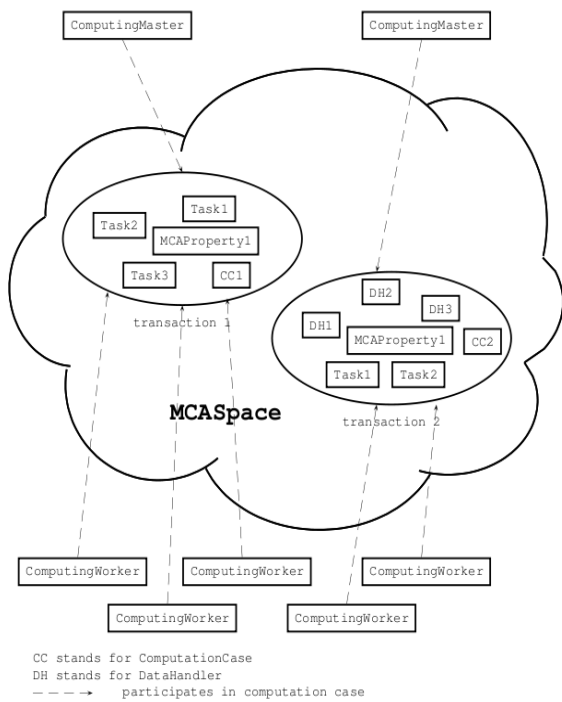 ComputingMaster
ComputingMaster
Task1
Task2
MCAProperty1
Task3
CC1
transaction 1
DH2
DH3
DH1
MCAProperty1
CC2
Task1
Task2
transaction 2
MCASpace
ComputingWorker
ComputingWorker
ComputingWorker
ComputingWorker
ComputingWorker
CC stands for ComputationCase
DH stands for DataHandler
participates in computation case